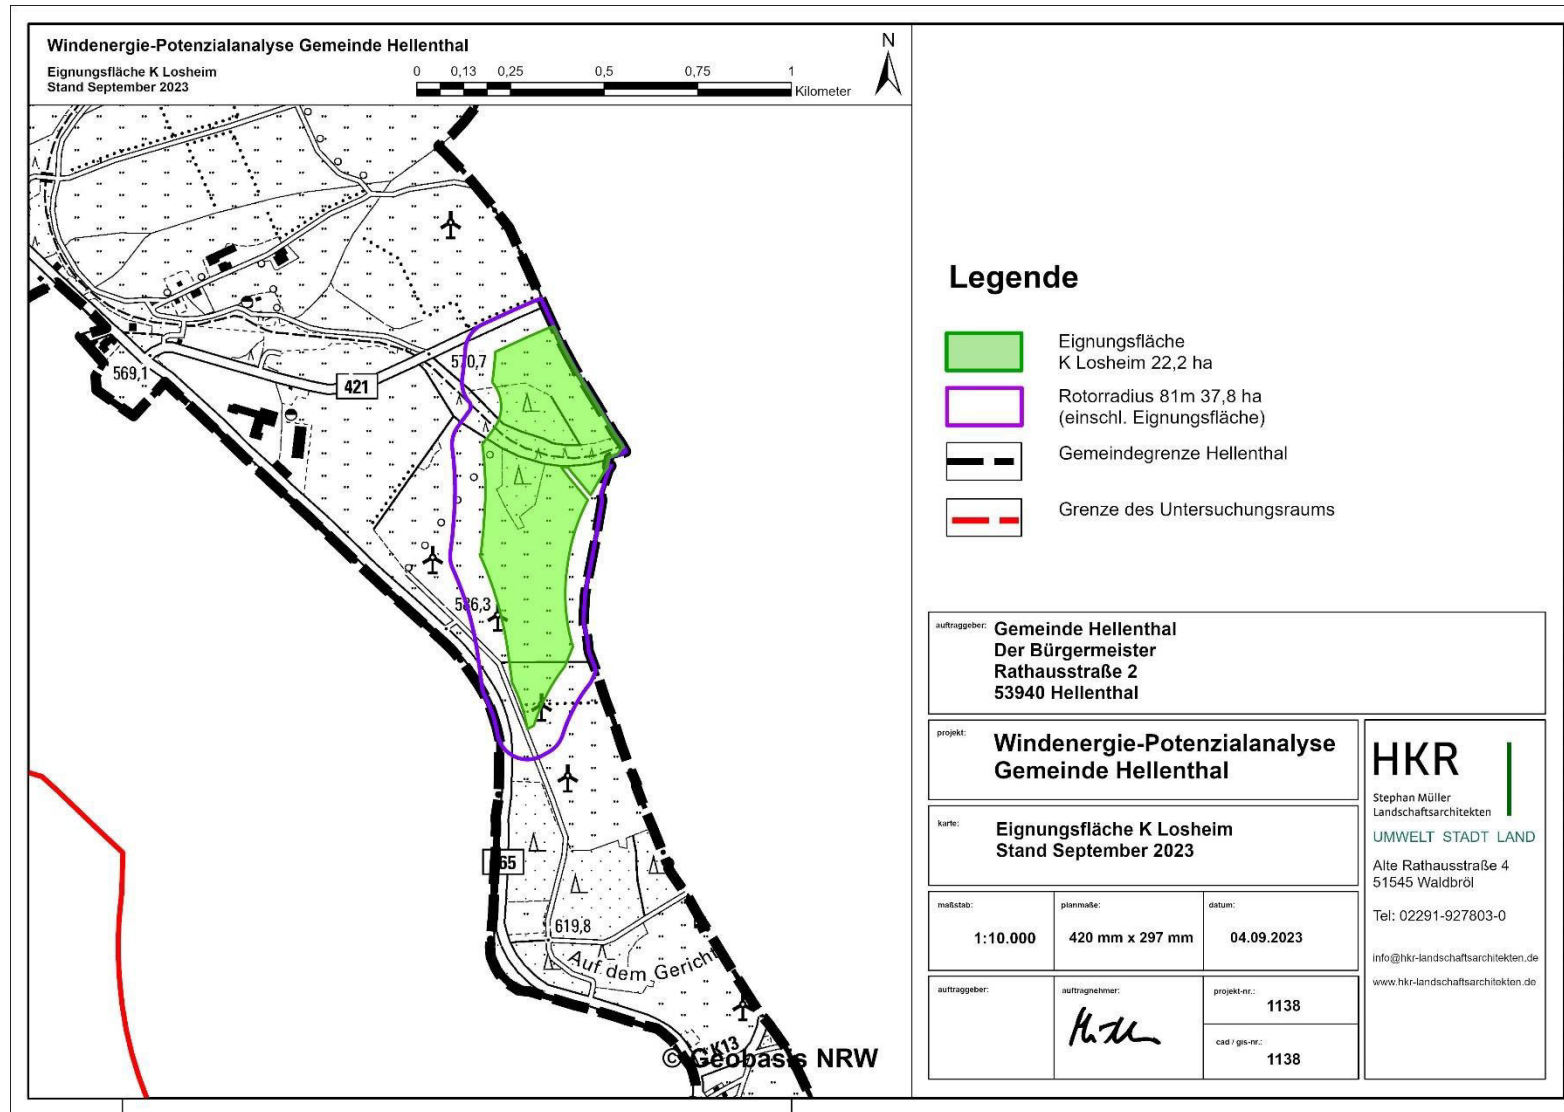 Windenergie-Potenzialanalyse Gemeinde Hellenthal
Eignungsfläche K Losheim
Stand September 2023
0 0,13 0,25 0,5 0,75 1
Kilometer
N
569,1
421
570,7
586,3
65
619,8
Auf dem Gericht
K13
© Geobasis NRW
Legende
Eignungsfläche
K Losheim 22,2 ha
Rotorradius 81m 37,8 ha
(einschl. Eignungsfläche)
Gemeindegrenze Hellenthal
Grenze des Untersuchungsraums
auftraggeber:
Gemeinde Hellenthal
Der Bürgermeister
Rathausstraße 2
53940 Hellenthal
projekt:
Windenergie-Potenzialanalyse
Gemeinde Hellenthal
karte:
Eignungsfläche K Losheim
Stand September 2023
maßstab:
1:10.000
planmaße:
420 mm x 297 mm
datum:
04.09.2023
auftraggeber:
auftragnehmer:
projekt-nr.:
1138
cad / gis-nr.:
1138
HKR
Stephan Müller
Landschaftsarchitekten
UMWELT STADT LAND
Alte Rathausstraße 4
51545 Waldbröl
Tel: 02291-927803-0
info@hkr-landschaftsarchitekten.de
www.hkr-landschaftsarchitekten.de